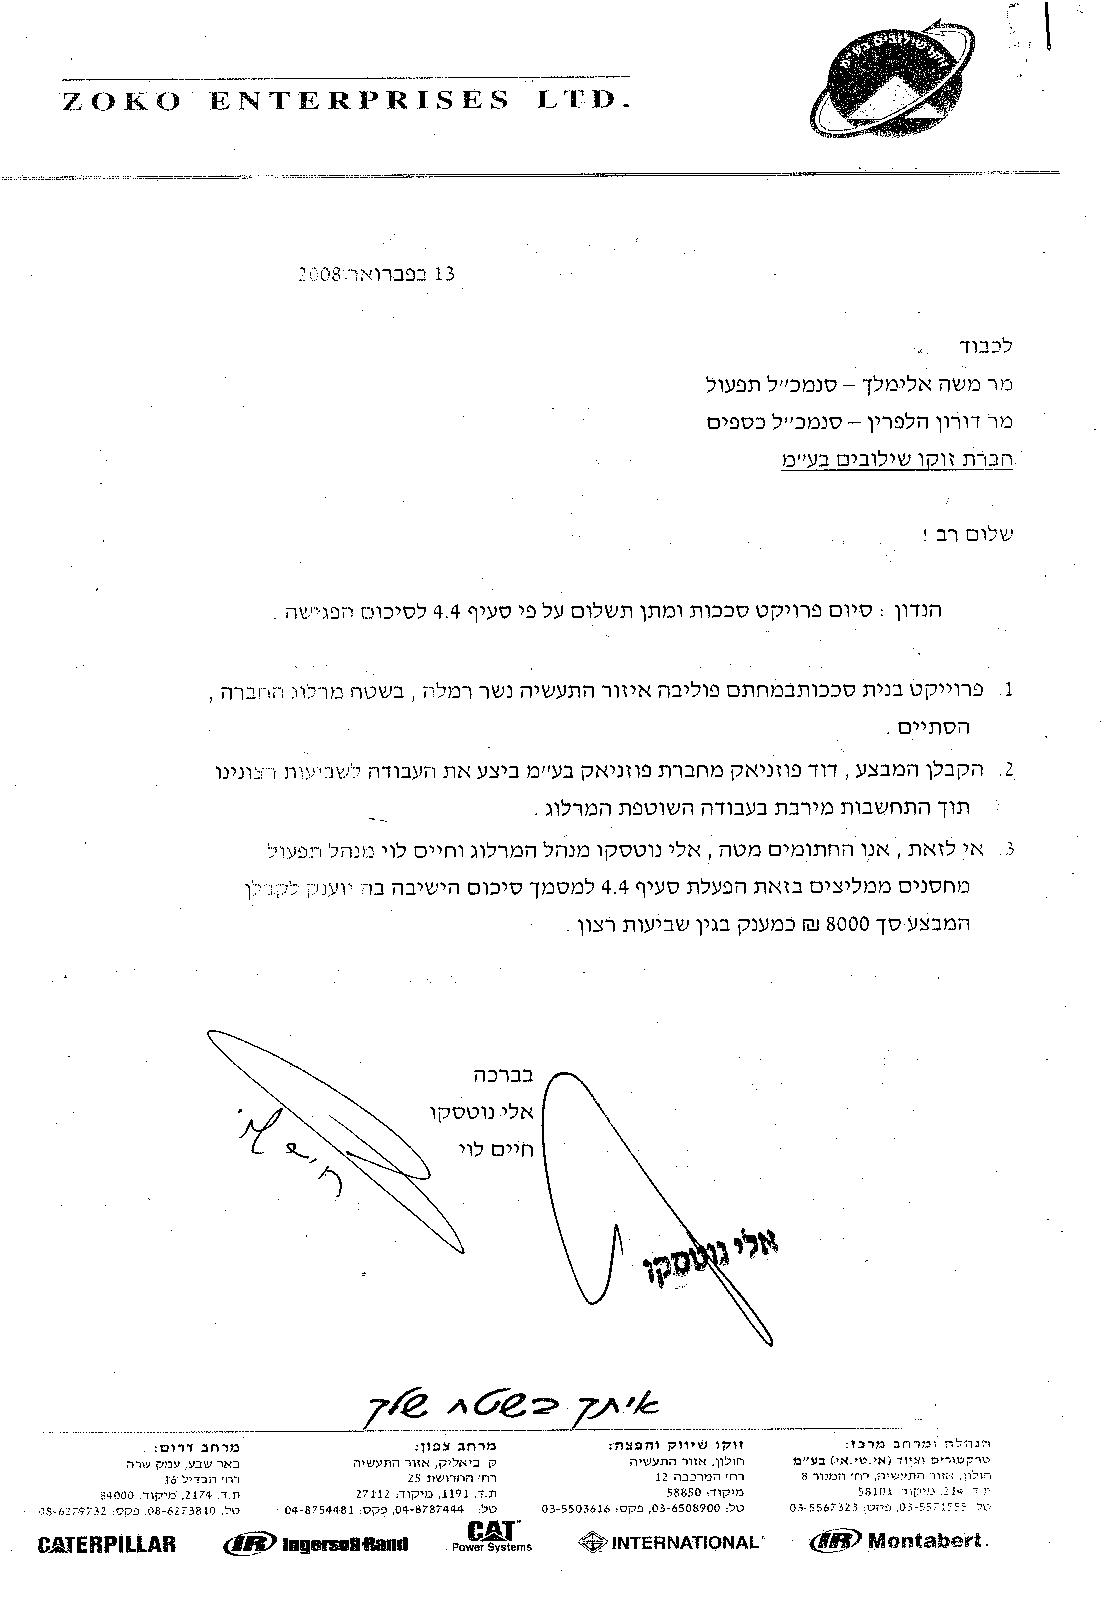 זוקו שילובים בע"מ
ZOKO ENTERPRISES LTD.
13 בפברואר 2008
לכבוד
מר משה אלימלך – סנמכ"ל תפעול
מר דורון הלפרין – סנמכ"ל כספים
חברת זוקו שילובים בע"מ
שלום רב !
הנדון : סיום פרויקט סככות ומתן תשלום על פי סעיף 4.4 לסיכום הפגישה .
1. פרוייקט בנית סככותבמחתם פוליבה איזור התעשיה נשר רמלה , בשטח מרלוג החברה ,
הסתיים .
2. הקבלן המבצע , דוד פוזניאק מחברת פוזניאק בע"מ ביצע את העבודה לשביעות רצונינו
תוך התחשבות מירבת בעבודה השוטפת המרלוג .
3. אי לזאת , אנו החתומים מטה , אלי נוטסקו מנהל המרלוג וחיים לוי מנהל תפעול
מחסנים ממליצים בזאת הפעלת סעיף 4.4 למסמך סיכום הישיבה בה יוענק לקבלן
המבצע סך 8000 ₪ כמענק בגין שביעות רצון .
בברכה
אלי נוטסקו
חיים לוי
חיים לוי
אלי נוטסקו
איתך בשטח שלך
הנהלה ומרחב מרכז:
טרקטורים וציוד (אי.טי.אי) בע"מ
חולון, אזור התעשיה, רחי המנור 8
ת.ד. 214, מיקוד: 58101
טל. 03-5571555, פקס: 03-5567323
זוקו שיווק והפצה:
חולון, אזור התעשיה
רחי המרכבה 12
מיקוד: 58850
טל: 03-6508900, פקס: 03-5503616
מרחב צפון:
ק. ביאליק, אזור התעשיה
רחי החרושת 25
ת.ד. 1191, מיקוד: 27112
טל: 04-8787444, פקס: 04-8754481
מרחב דרום:
באר שבע, עמק שרה
רחי הבדיל 16
ת.ד. 2174, מיקוד: 84000
טל. 08-6273810, פקס: 08-6279732
CATERPILLAR
IR Ingersoll-Rand
CAT
Power Systems
INTERNATIONAL
IR Montabert.